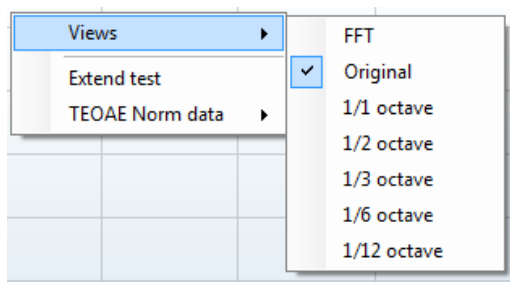 Views
Extend test
TEOAE Norm data
FFT
Original
1/1 octave
1/2 octave
1/3 octave
1/6 octave
1/12 octave